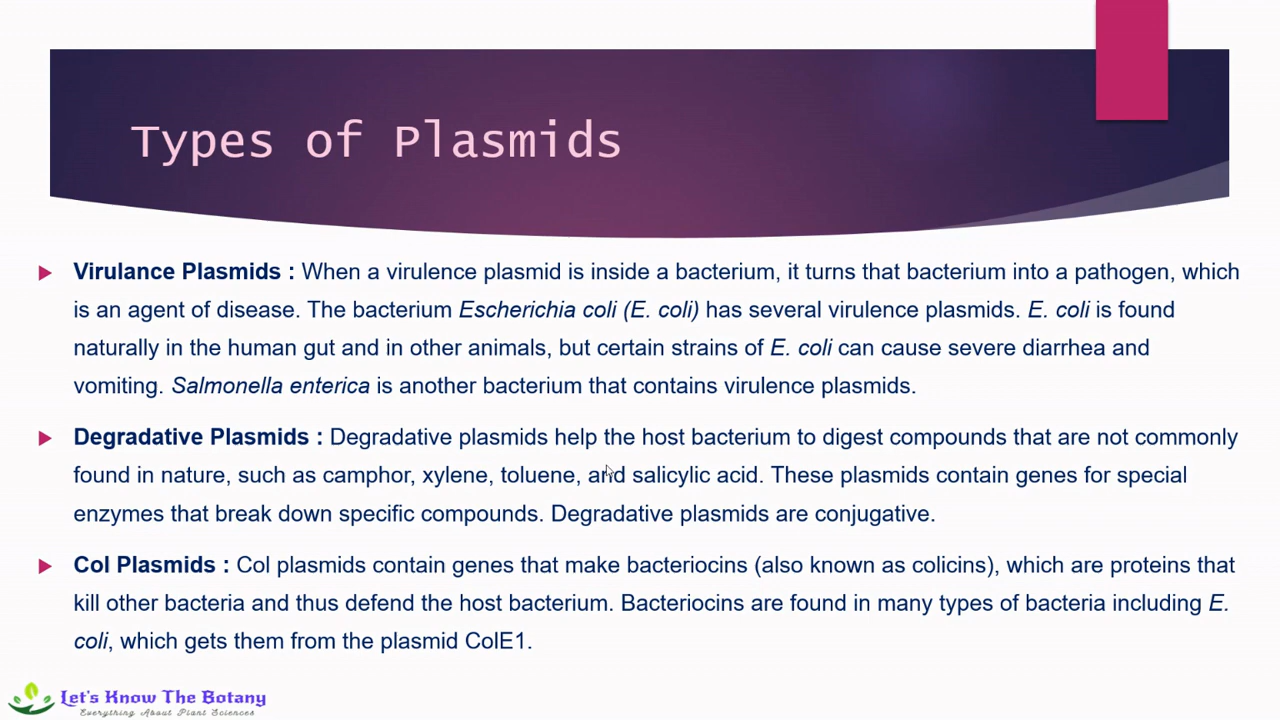 Types of Plasmids
Virulance Plasmids : When a virulence plasmid is inside a bacterium, it turns that bacterium into a pathogen, which
is an agent of disease. The bacterium Escherichia coli (E. coli) has several virulence plasmids. E. coli is found
naturally in the human gut and in other animals, but certain strains of E. coli can cause severe diarrhea and
vomiting. Salmonella enterica is another bacterium that contains virulence plasmids.
Degradative Plasmids : Degradative plasmids help the host bacterium to digest compounds that are not commonly
found in nature, such as camphor, xylene, toluene, and salicylic acid. These plasmids contain genes for special
enzymes that break down specific compounds. Degradative plasmids are conjugative.
Col Plasmids : Col plasmids contain genes that make bacteriocins (also known as colicins), which are proteins that
kill other bacteria and thus defend the host bacterium. Bacteriocins are found in many types of bacteria including E.
coli, which gets them from the plasmid ColE1.
Let's Know The Botany
Everything About Plant Sciences